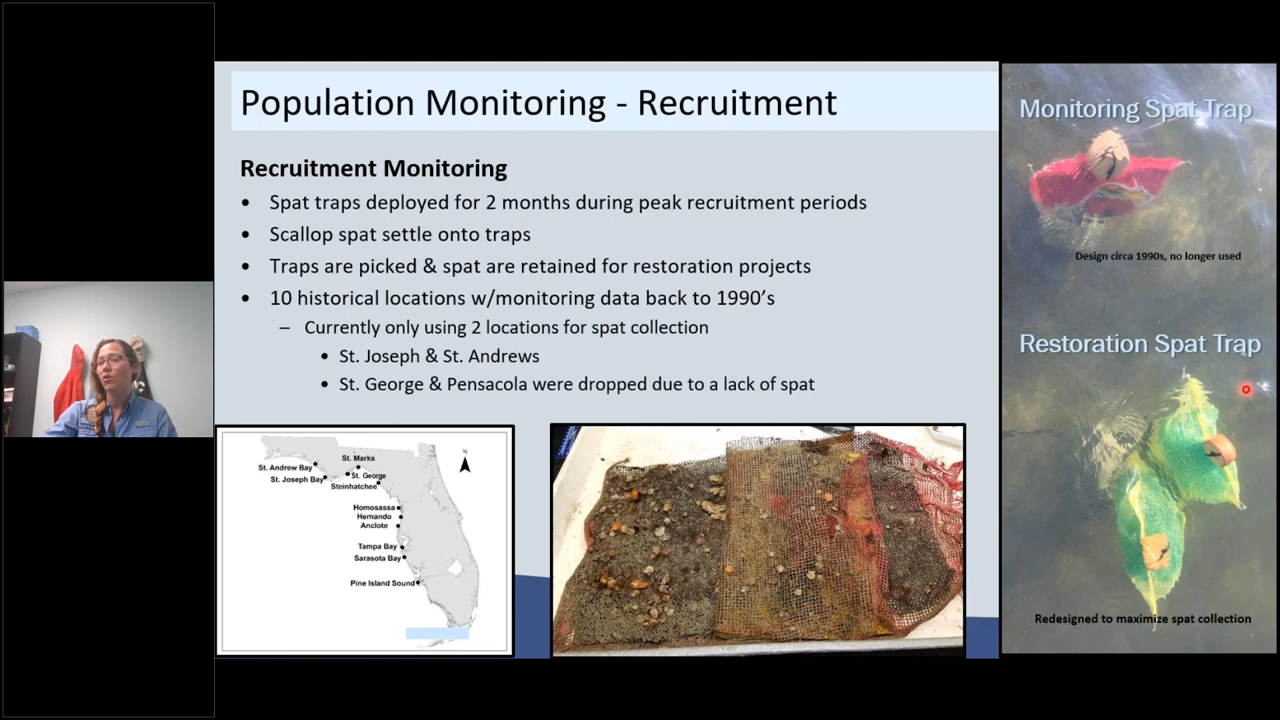 Population Monitoring - Recruitment
Recruitment Monitoring
• Spat traps deployed for 2 months during peak recruitment periods
• Scallop spat settle onto traps
• Traps are picked & spat are retained for restoration projects
• 10 historical locations w/monitoring data back to 1990's
– Currently only using 2 locations for spat collection
• St. Joseph & St. Andrews
• St. George & Pensacola were dropped due to a lack of spat
St. Andrew Bay
St. Joseph Bay
St. Marks
St. George
Steinhatchee
Homosassa
Hernando
Anclote
Tampa Bay
Sarasota Bay
Pine Island Sound
N
Monitoring Spat Trap
Design circa 1990s, no longer used
Restoration Spat Trap
Redesigned to maximize spat collection